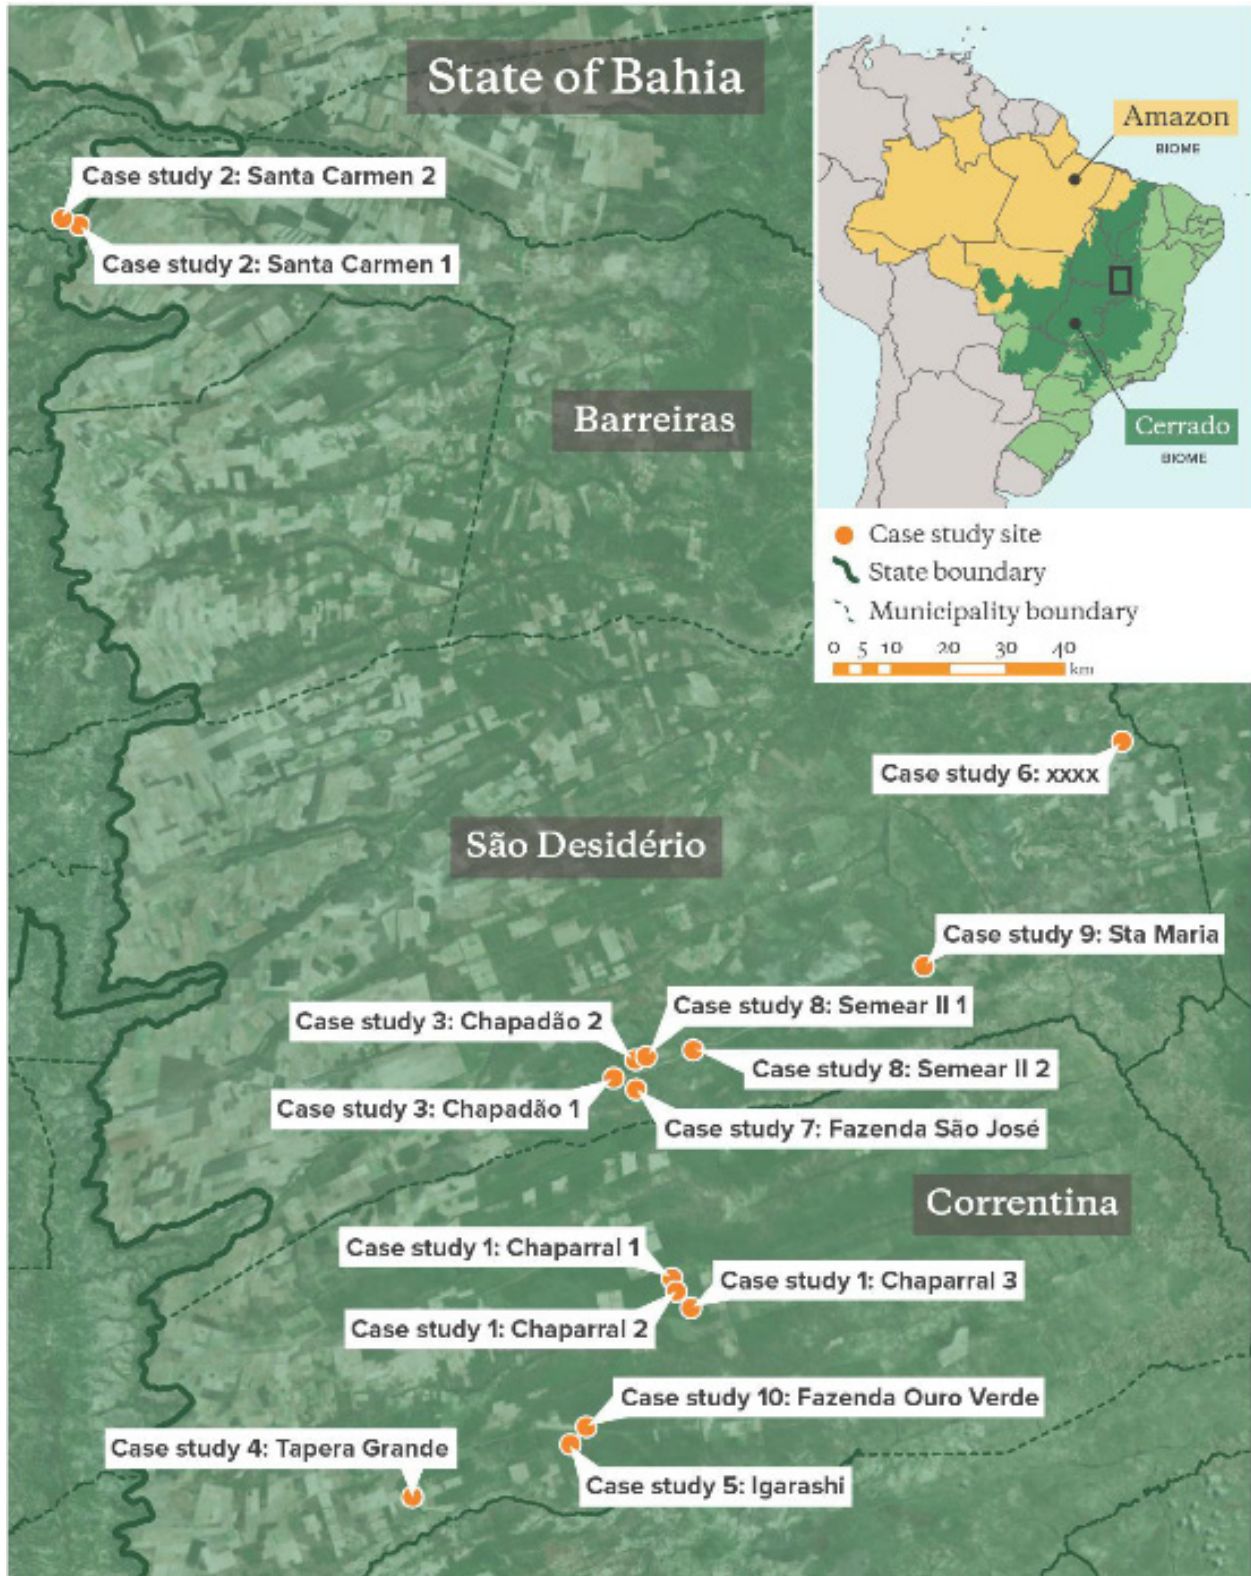 State of Bahia
Amazon
BIOME
Case study 2: Santa Carmen 2
Case study 2: Santa Carmen 1
Barreiras
Cerrado
BIOME
Case study site
State boundary
Municipality boundary
0 5 10 20 30 40
km
Case study 6: xxxx
São Desidério
Case study 9: Sta Maria
Case study 3: Chapadão 2
Case study 8: Semear II 1
Case study 8: Semear II 2
Case study 3: Chapadão 1
Case study 7: Fazenda São José
Correntina
Case study 1: Chaparral 1
Case study 1: Chaparral 3
Case study 1: Chaparral 2
Case study 10: Fazenda Ouro Verde
Case study 4: Tapera Grande
Case study 5: Igarashi